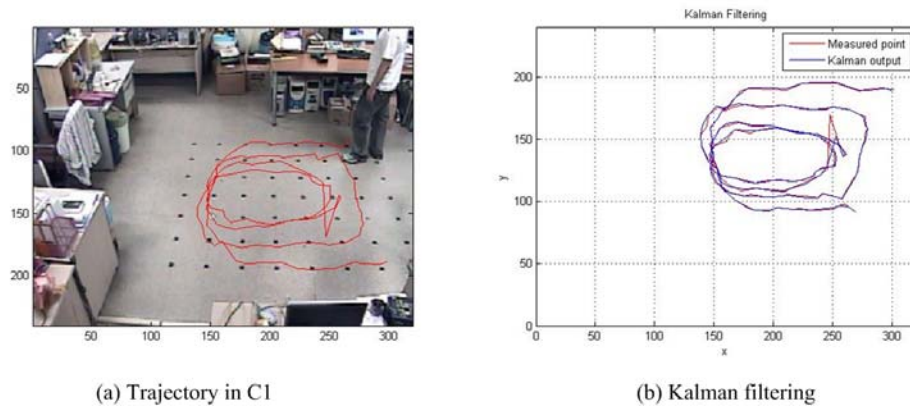 Kalman Filtering
Measured point
Kalman output
50
100
150
200
50 100 150 200 250 300
200
150
100
50
0
y
0 50 100 150 200 250 300
x
(a) Trajectory in C1
(b) Kalman filtering